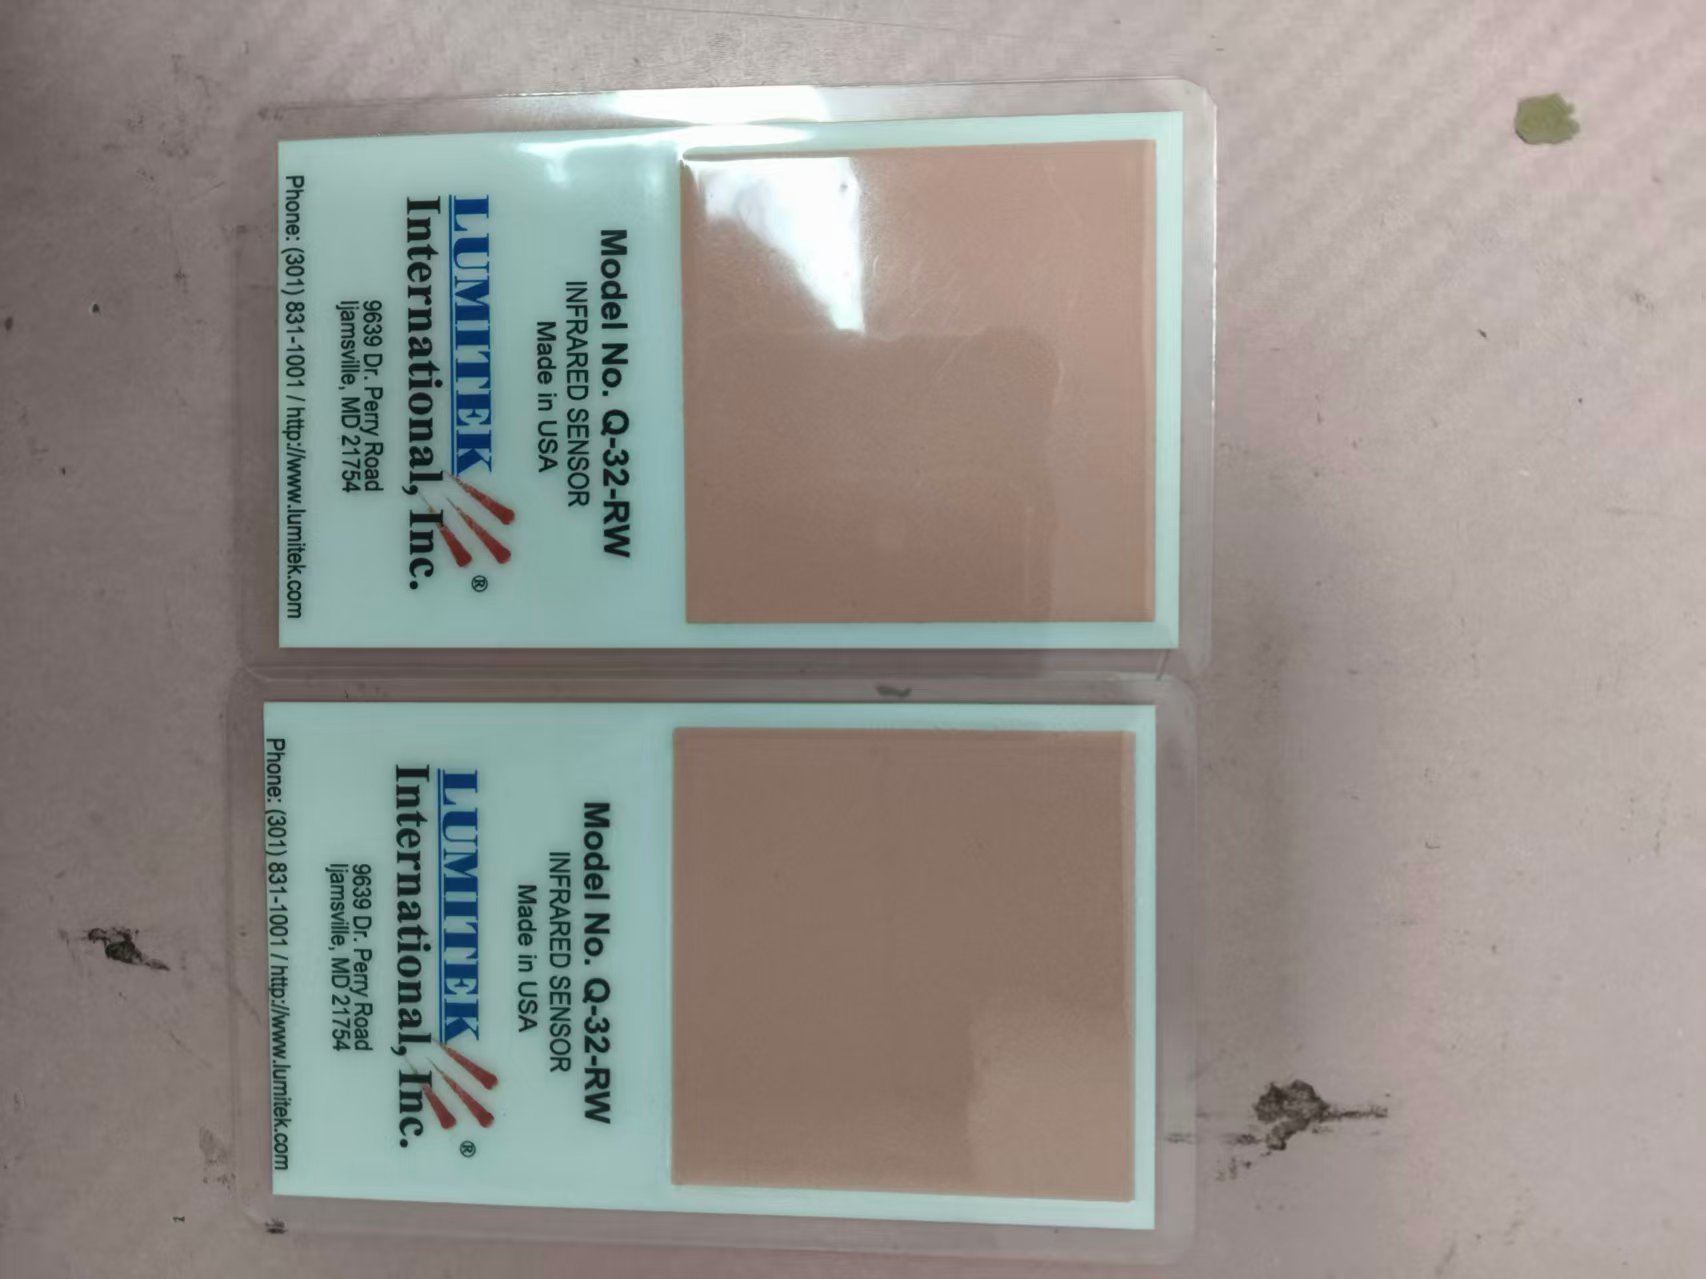 Model No. Q-32-RW
INFRARED SENSOR
Made in USA
LUMITEK®
International, Inc.
9639 Dr. Perry Road
Ijamsville, MD 21754
Phone: (301) 831-1001 / http://www.lumitek.com
Model No. Q-32-RW
INFRARED SENSOR
Made in USA
LUMITEK®
International, Inc.
9639 Dr. Perry Road
Ijamsville, MD 21754
Phone: (301) 831-1001 / http://www.lumitek.com